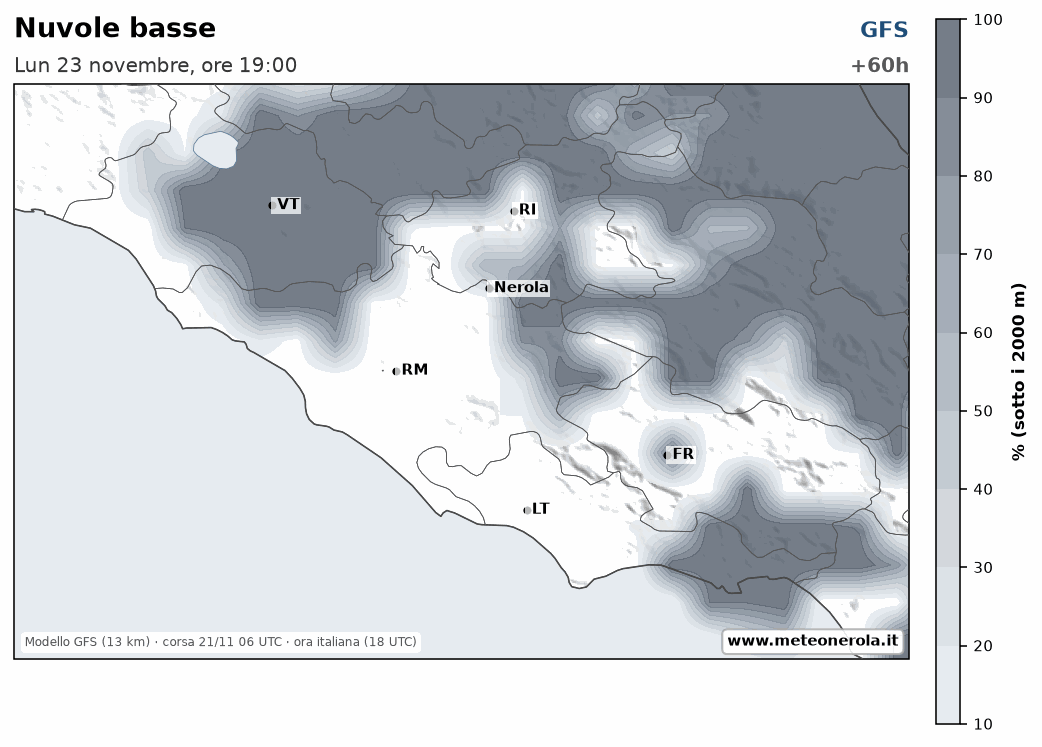 Nuvole basse
GFS
Lun 23 novembre, ore 19:00
+60h
VT
RI
Nerola
RM
FR
LT
Modello GFS (13 km) · corsa 21/11 06 UTC · ora italiana (18 UTC)
www.meteonerola.it
100
90
80
70
60
50
40
30
20
10
% (sotto i 2000 m)